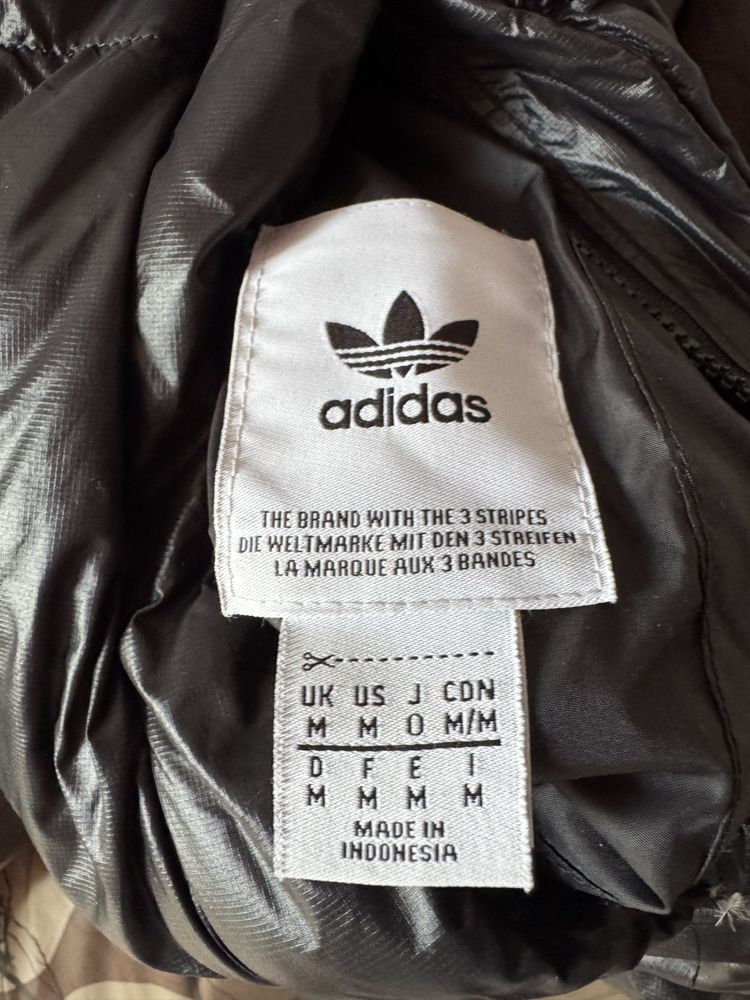 adidas
THE BRAND WITH THE 3 STRIPES
DIE WELTMARKE MIT DEN 3 STREIFEN
LA MARQUE AUX 3 BANDES
UK US J CDN
M M O M/M
D F E I
M M M M
MADE IN
INDONESIA